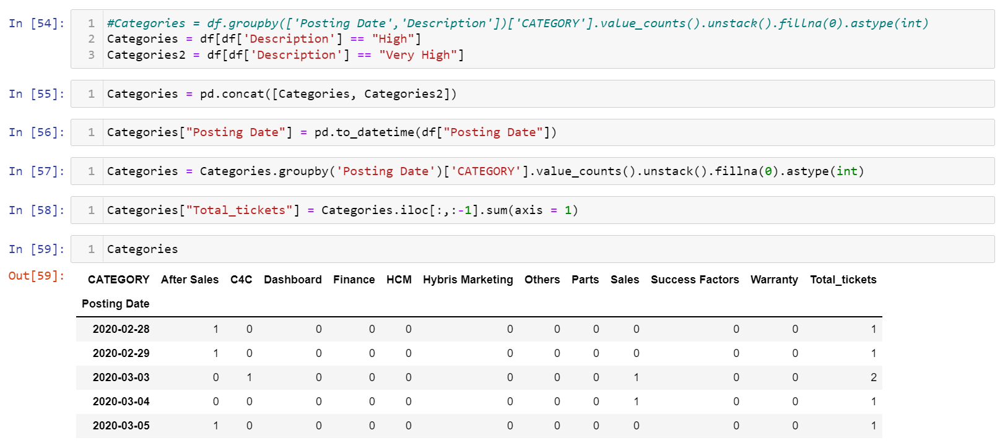 In [54]:
1 #Categories = df.groupby(['Posting Date','Description'])['CATEGORY'].value_counts().unstack().fillna(0).astype(int)
2 Categories = df[df['Description'] == "High"]
3 Categories2 = df[df['Description'] == "Very High"]
In [55]:
1 Categories = pd.concat([Categories, Categories2])
In [56]:
1 Categories["Posting Date"] = pd.to_datetime(df["Posting Date"])
In [57]:
1 Categories = Categories.groupby('Posting Date')['CATEGORY'].value_counts().unstack().fillna(0).astype(int)
In [58]:
1 Categories["Total_tickets"] = Categories.iloc[:,:-1].sum(axis = 1)
In [59]:
1 Categories
Out[59]:
CATEGORY After Sales C4C Dashboard Finance HCM Hybris Marketing Others Parts Sales Success Factors Warranty Total_tickets
Posting Date
2020-02-28 1 0 0 0 0 0 0 0 0 0 0 1
2020-02-29 1 0 0 0 0 0 0 0 0 0 0 1
2020-03-03 0 1 0 0 0 0 0 0 1 0 0 2
2020-03-04 0 0 0 0 0 0 0 0 1 0 0 1
2020-03-05 1 0 0 0 0 0 0 0 0 0 0 1